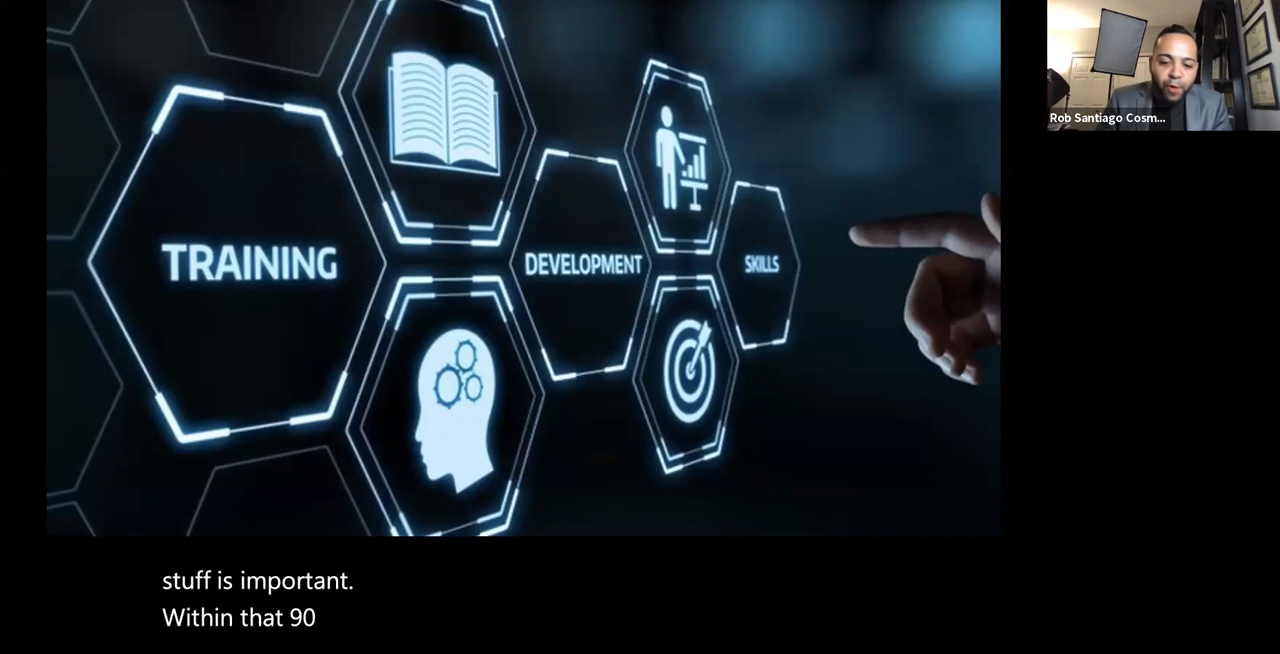 Rob Santiago Cosm...
TRAINING
DEVELOPMENT
SKILLS
stuff is important.
Within that 90